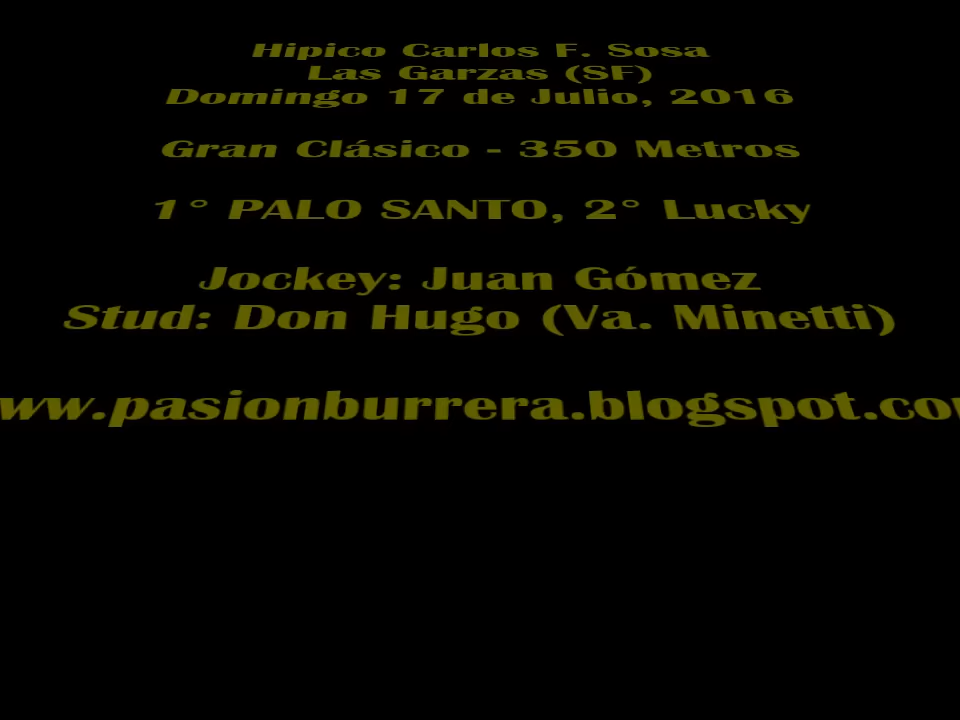 Hipico Carlos F. Sosa
Las Garzas (SF)
Domingo 17 de Julio, 2016
Gran Clásico - 350 Metros
1° PALO SANTO, 2° Lucky
Jockey: Juan Gómez
Stud: Don Hugo (Va. Minetti)
ww.pasionburrera.blogspot.co